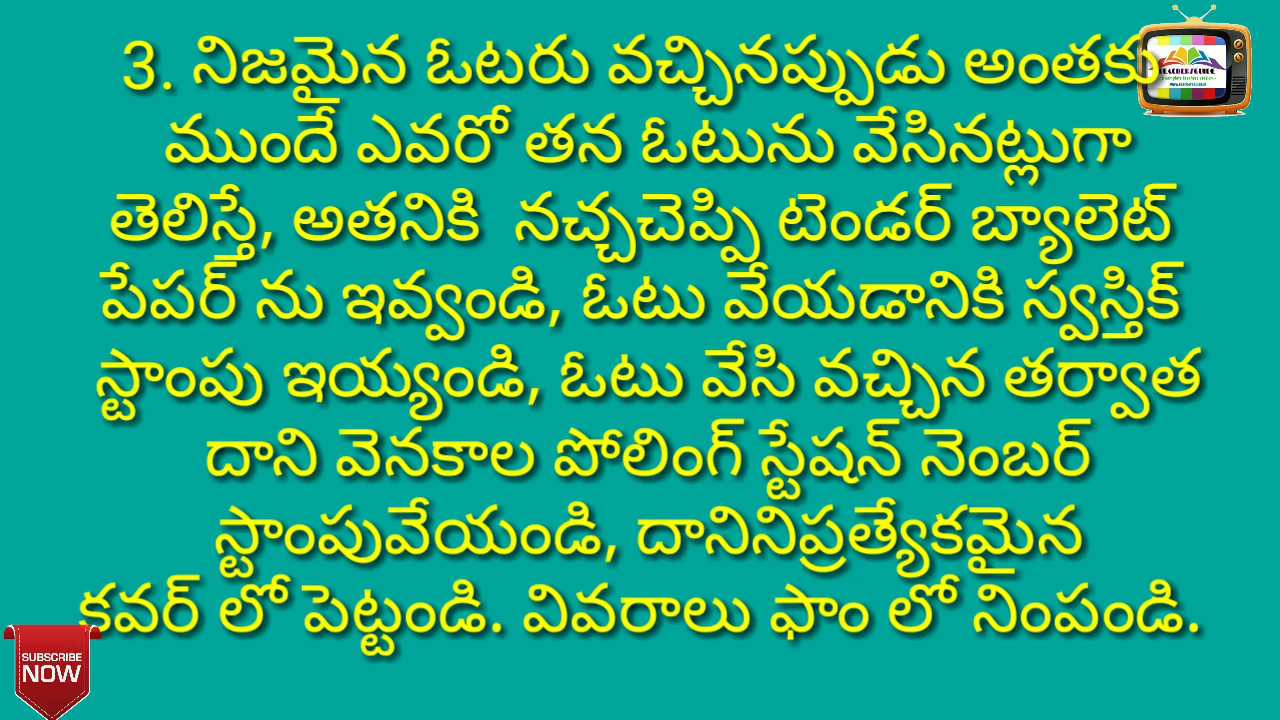 3. నిజమైన ఓటరు వచ్చినప్పుడు అంతకు
ముందే ఎవరో తన ఓటును వేసినట్లుగా
తెలిస్తే, అతనికి నచ్చచెప్పి టెండర్ బ్యాలెట్
పేపర్ ను ఇవ్వండి, ఓటు వేయడానికి స్వస్తిక్
స్టాంపు ఇయ్యండి, ఓటు వేసి వచ్చిన తర్వాత
దాని వెనకాల పోలింగ్ స్టేషన్ నెంబర్
స్టాంపువేయండి, దానినిప్రత్యేకమైన
కవర్ లో పెట్టండి. వివరాలు ఫాం లో నింపండి.
SUBSCRIBE
NOW